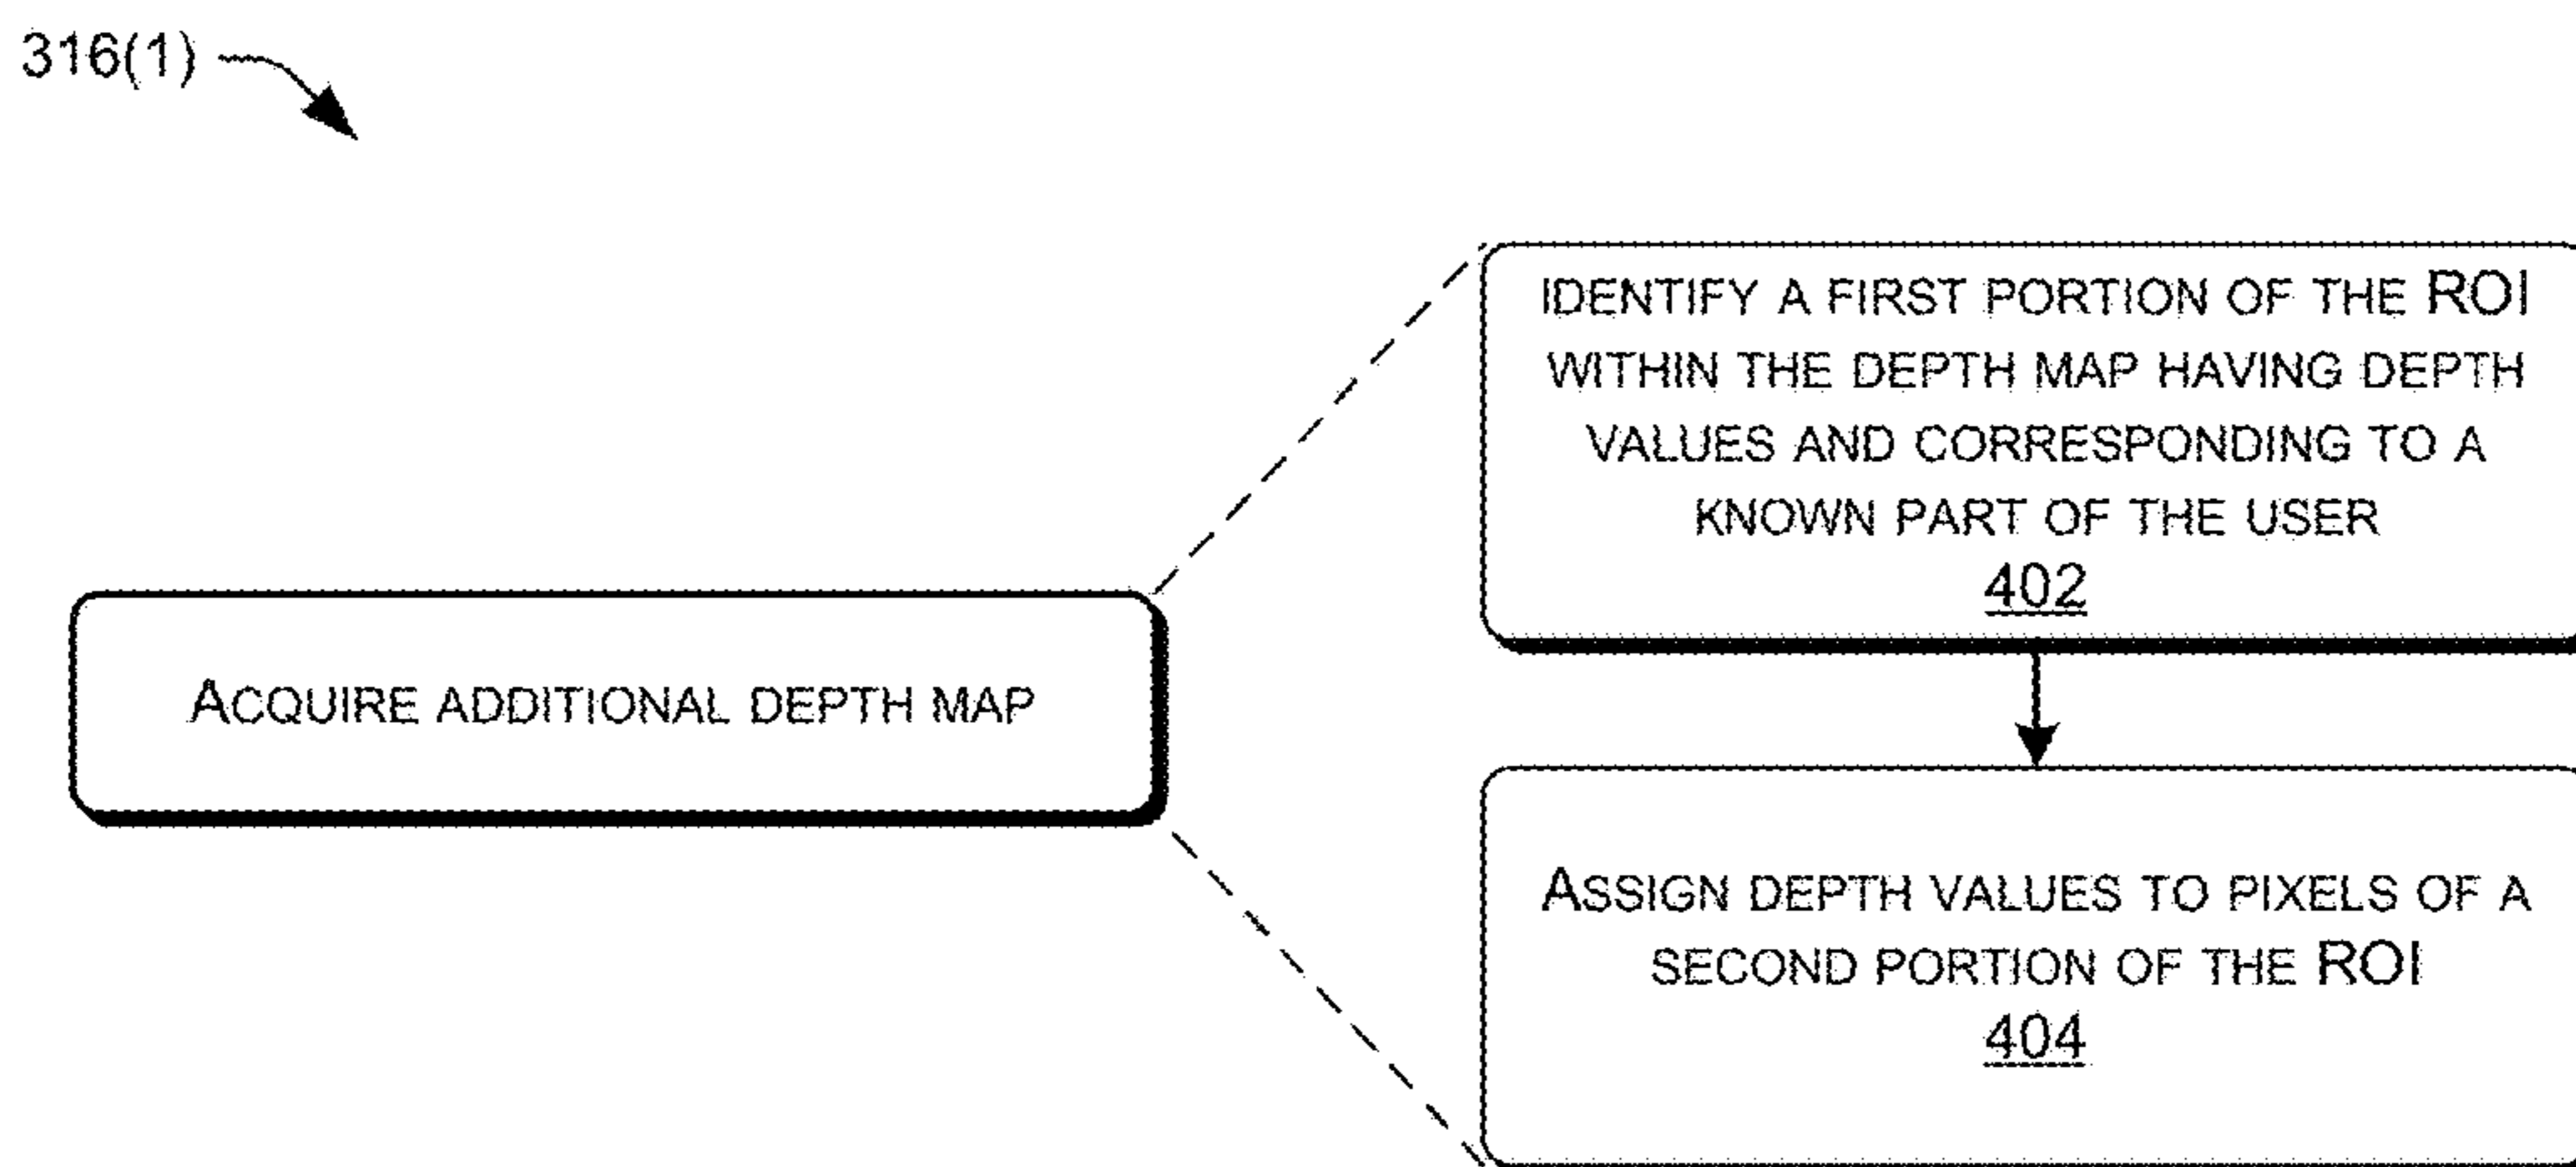 316(1)
IDENTIFY A FIRST PORTION OF THE ROI
WITHIN THE DEPTH MAP HAVING DEPTH
VALUES AND CORRESPONDING TO A
KNOWN PART OF THE USER
402
ACQUIRE ADDITIONAL DEPTH MAP
ASSIGN DEPTH VALUES TO PIXELS OF A
SECOND PORTION OF THE ROI
404